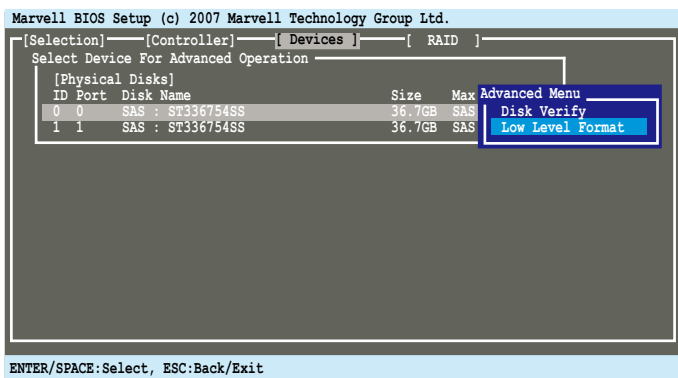 Marvell BIOS Setup (c) 2007 Marvell Technology Group Ltd.
[Selection] [Controller] [ Devices ] [ RAID ]
Select Device For Advanced Operation
[Physical Disks]
ID Port Disk Name Size Max Advanced Menu
0 0 SAS : ST336754SS 36.7GB SAS Disk Verify
1 1 SAS : ST336754SS 36.7GB SAS Low Level Format
ENTER/SPACE:Select, ESC:Back/Exit